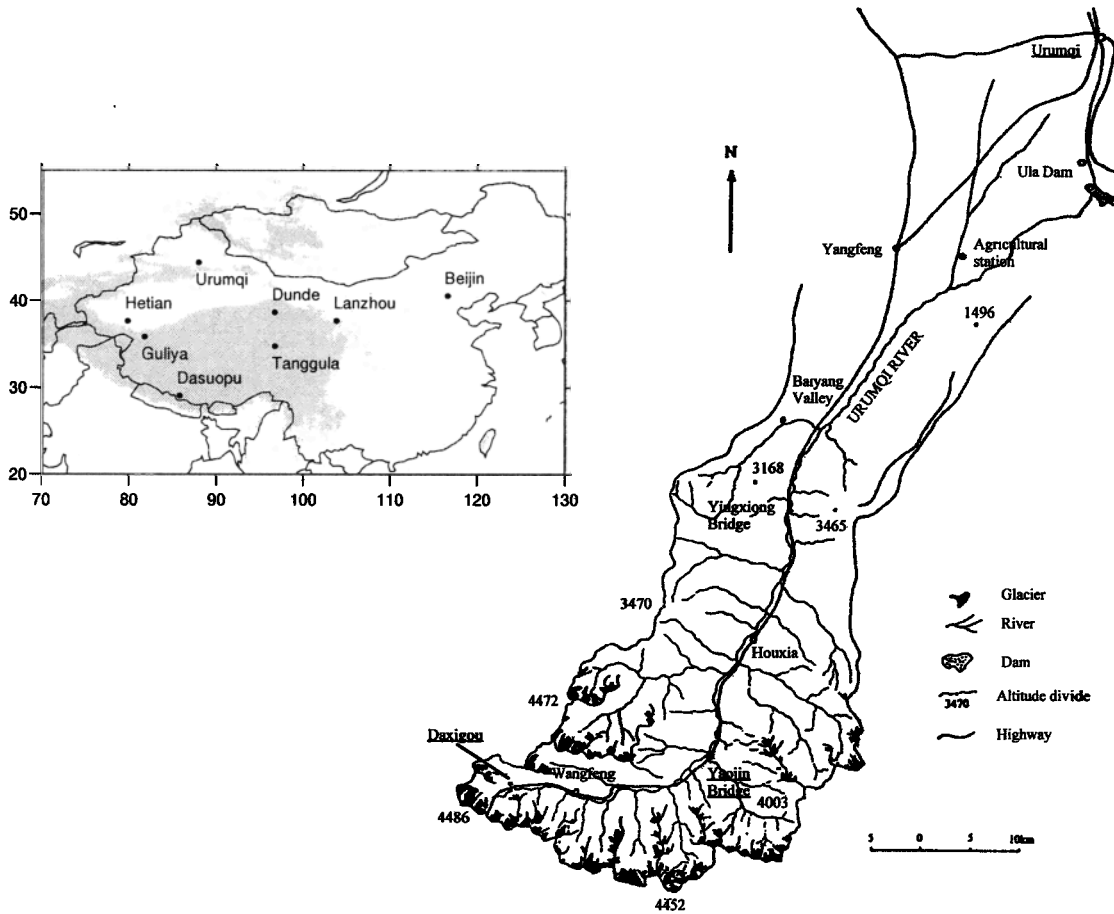 50
40
30
20
70
80
90
100
110
120
130
Urumqi
Hetian
Dunde
Lanzhou
Beijin
Guliya
Tanggula
Dasuopu
N
Urumqi
Ula Dam
Yangfeng
Agricultural
station
1496
URUMQI RIVER
Baryang
Valley
3168
Yingxiong
Bridge
3465
3470
Houxia
4472
Daxigou
Wangfeng
Yaojin
Bridge
4003
4486
4452
Glacier
River
Dam
3470
Altitude divide
Highway
5
0
10km